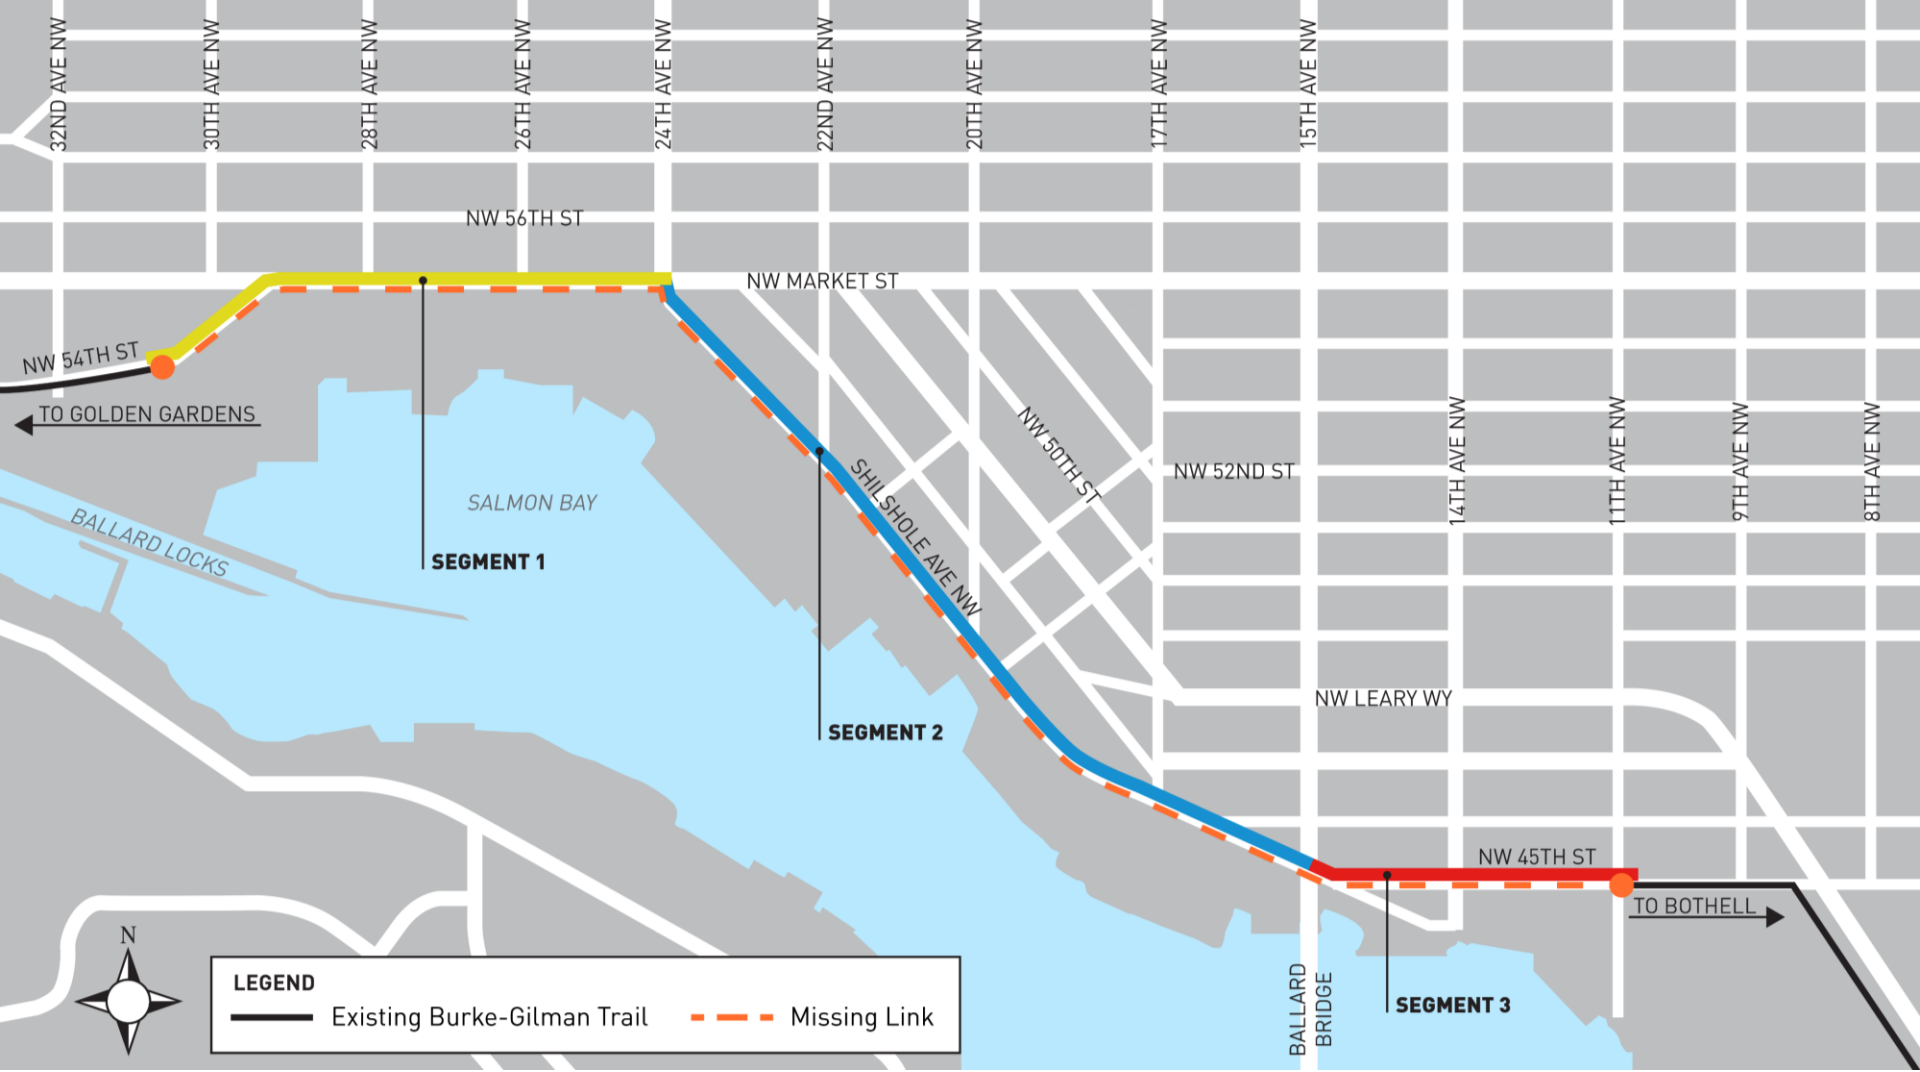 32ND AVE NW
30TH AVE NW
28TH AVE NW
26TH AVE NW
24TH AVE NW
22ND AVE NW
20TH AVE NW
17TH AVE NW
15TH AVE NW
NW 56TH ST
NW MARKET ST
NW 54TH ST
TO GOLDEN GARDENS
NW 50TH ST
NW 52ND ST
14TH AVE NW
11TH AVE NW
9TH AVE NW
8TH AVE NW
SALMON BAY
BALLARD LOCKS
SHILSHOLE AVE NW
SEGMENT 1
NW LEARY WY
SEGMENT 2
NW 45TH ST
TO BOTHELL
BALLARD
BRIDGE
SEGMENT 3
N
LEGEND
Existing Burke-Gilman Trail
Missing Link